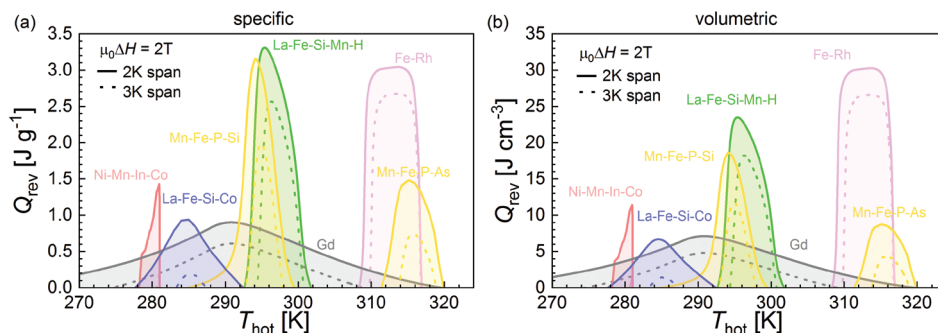 (a) specific
μ₀ΔH = 2T
2K span
3K span
La-Fe-Si-Mn-H
Fe-Rh
Mn-Fe-P-Si
Mn-Fe-P-As
Ni-Mn-In-Co
La-Fe-Si-Co
Gd
Q_rev [J g⁻¹]
3.5
3.0
2.5
2.0
1.5
1.0
0.5
0.0
270 280 290 300 310 320
T_hot [K]
(b) volumetric
μ₀ΔH = 2T
2K span
3K span
Fe-Rh
La-Fe-Si-Mn-H
Mn-Fe-P-Si
Ni-Mn-In-Co
La-Fe-Si-Co
Mn-Fe-P-As
Gd
Q_rev [J cm⁻³]
35
30
25
20
15
10
5
0
270 280 290 300 310 320
T_hot [K]